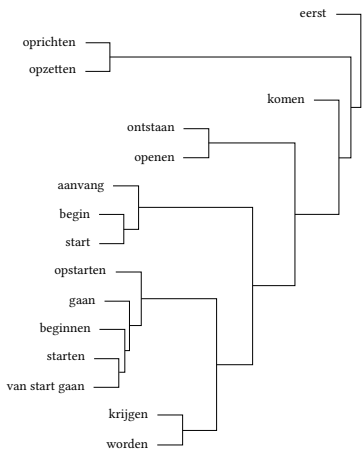 eerst
oprichten
opzetten
komen
ontstaan
openen
aanvang
begin
start
opstarten
gaan
beginnen
starten
van start gaan
krijgen
worden